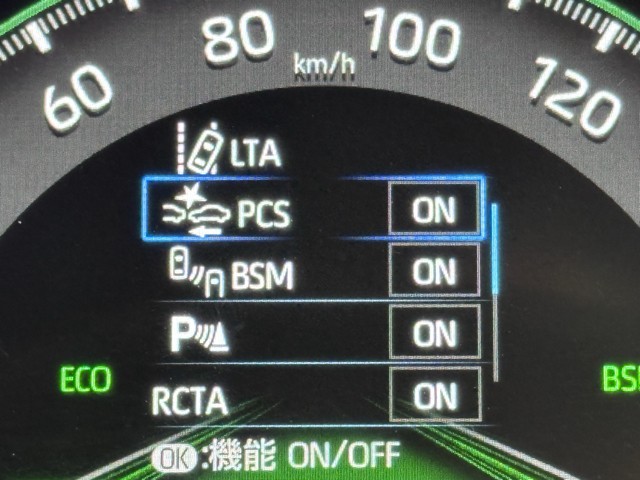 60 80 100 120
km/h
LTA
PCS ON
BSM ON
P ON
ECO
RCTA ON
OK:機能 ON/OFF